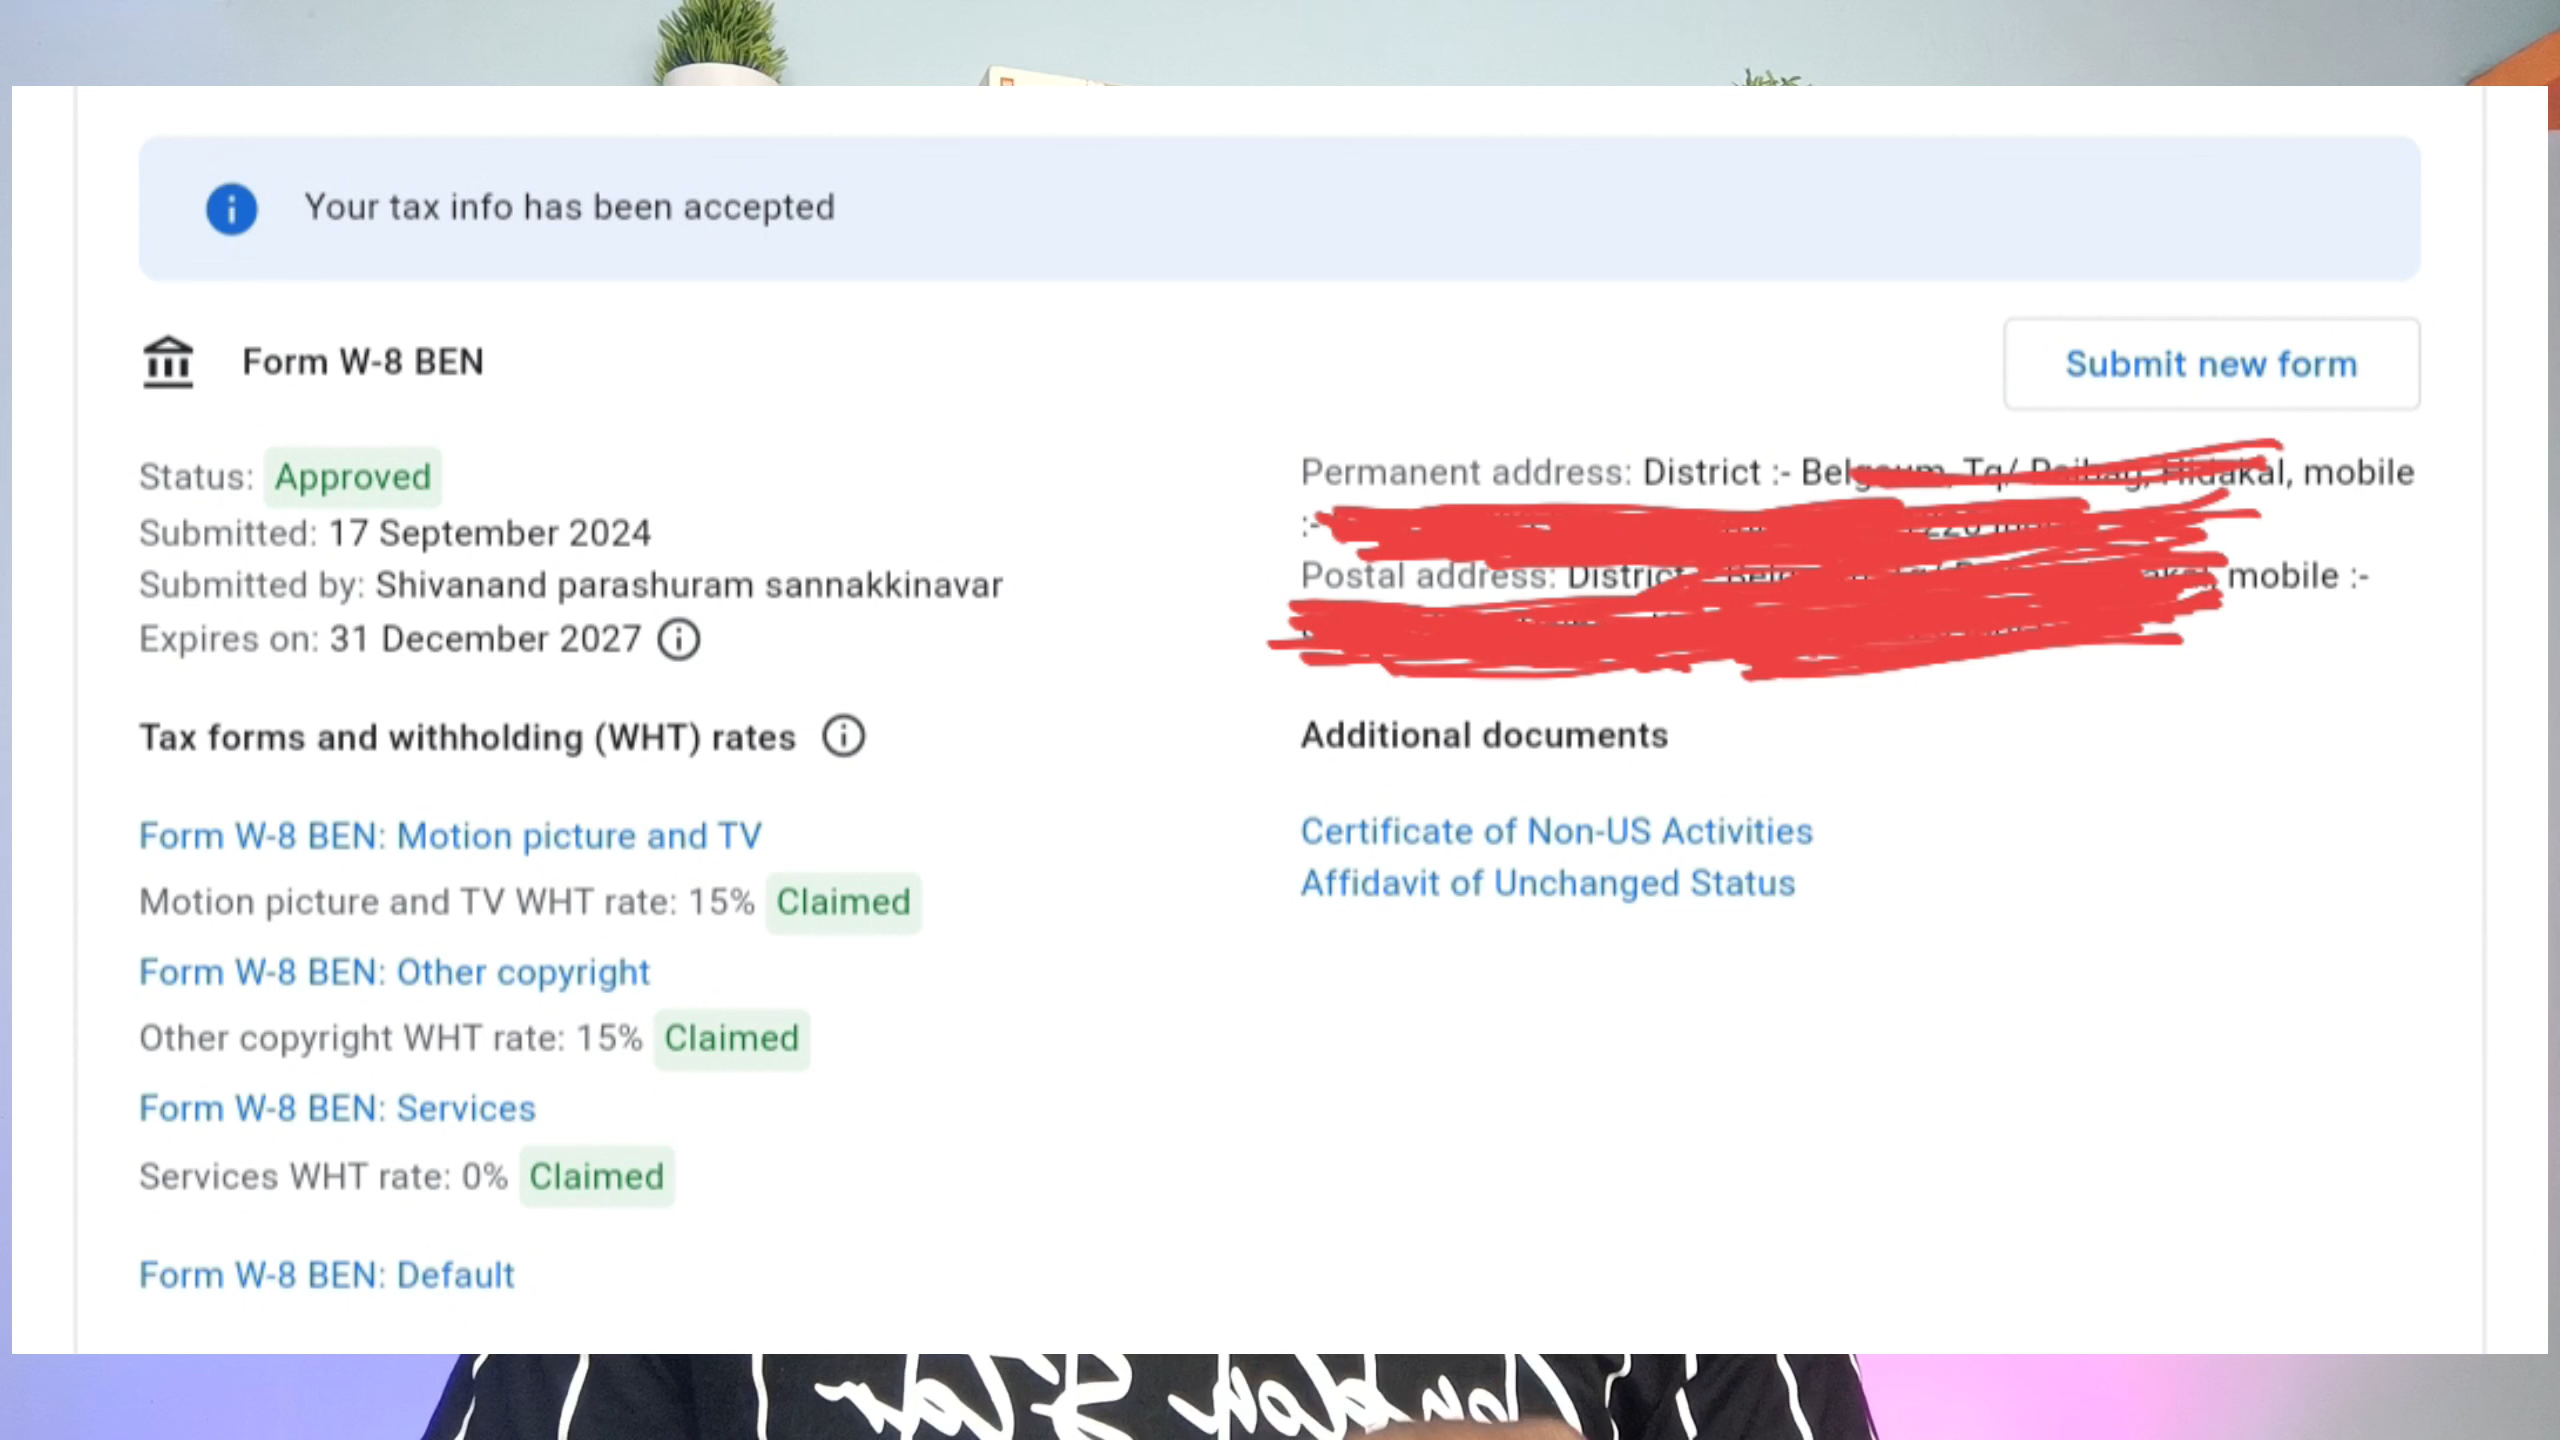 Your tax info has been accepted
Form W-8 BEN
Submit new form
Status: Approved
Submitted: 17 September 2024
Submitted by: Shivanand parashuram sannakkinavar
Expires on: 31 December 2027
Permanent address: District :- mobile
:-
Postal address: District mobile :-
Tax forms and withholding (WHT) rates
Form W-8 BEN: Motion picture and TV
Motion picture and TV WHT rate: 15% Claimed
Form W-8 BEN: Other copyright
Other copyright WHT rate: 15% Claimed
Form W-8 BEN: Services
Services WHT rate: 0% Claimed
Form W-8 BEN: Default
Additional documents
Certificate of Non-US Activities
Affidavit of Unchanged Status